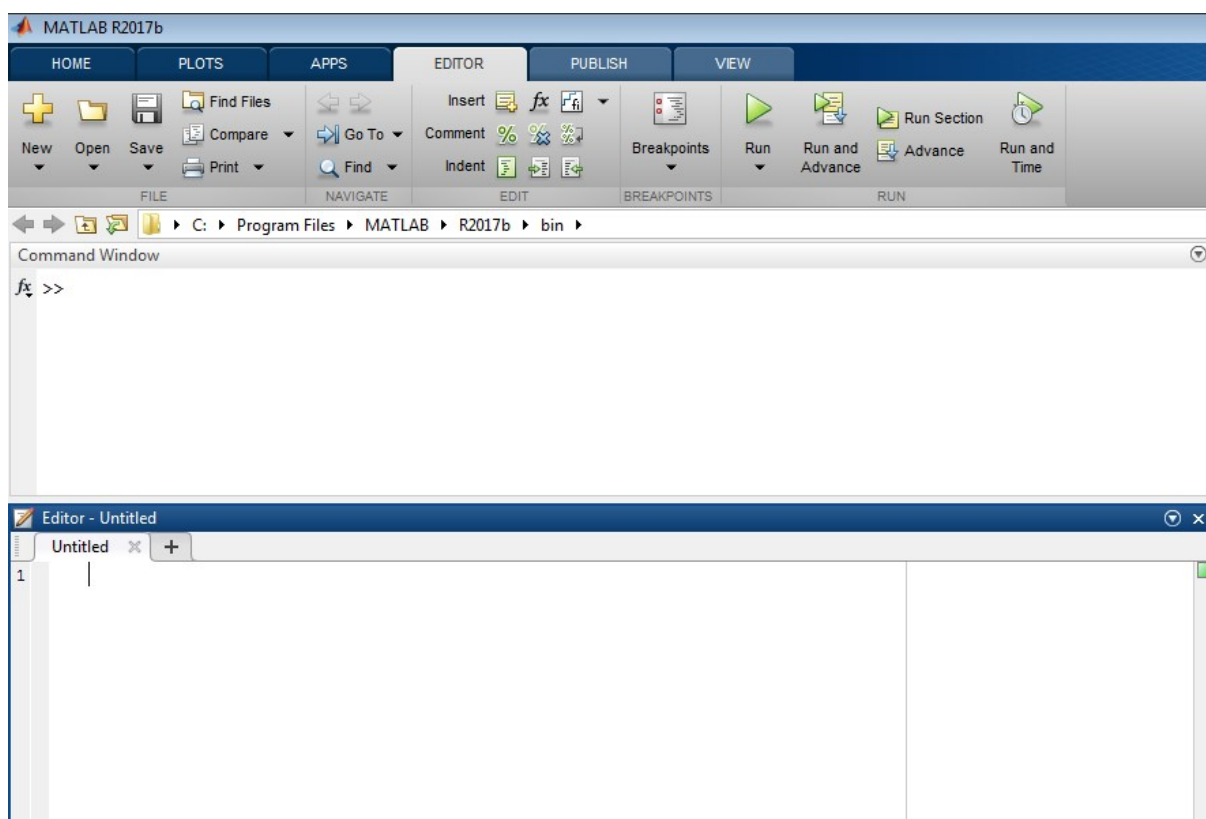 MATLAB R2017b
HOME PLOTS APPS EDITOR PUBLISH VIEW
Find Files Insert fx fi
New Open Save Compare Go To Comment % Breakpoints Run Run and Advance Run Section Advance Run and Time
Print Find Indent
FILE NAVIGATE EDIT BREAKPOINTS RUN
C: Program Files MATLAB R2017b bin
Command Window
fx >>
Editor - Untitled
Untitled +
1